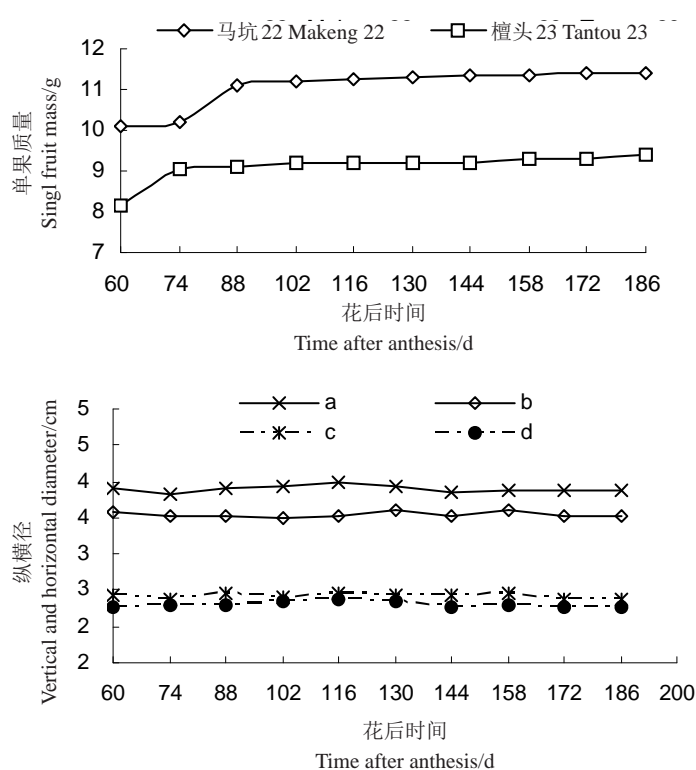 马坑 22 Makeng 22 檀头 23 Tantou 23
12
11
10
9
8
7
单果质量
Singl fruit mass/g
60 74 88 102 116 130 144 158 172 186
花后时间
Time after anthesis/d
a b
c d
5
5
4
4
3
3
2
2
纵横径
Vertical and horizontal diameter/cm
60 74 88 102 116 130 144 158 172 186 200
花后时间
Time after anthesis/d